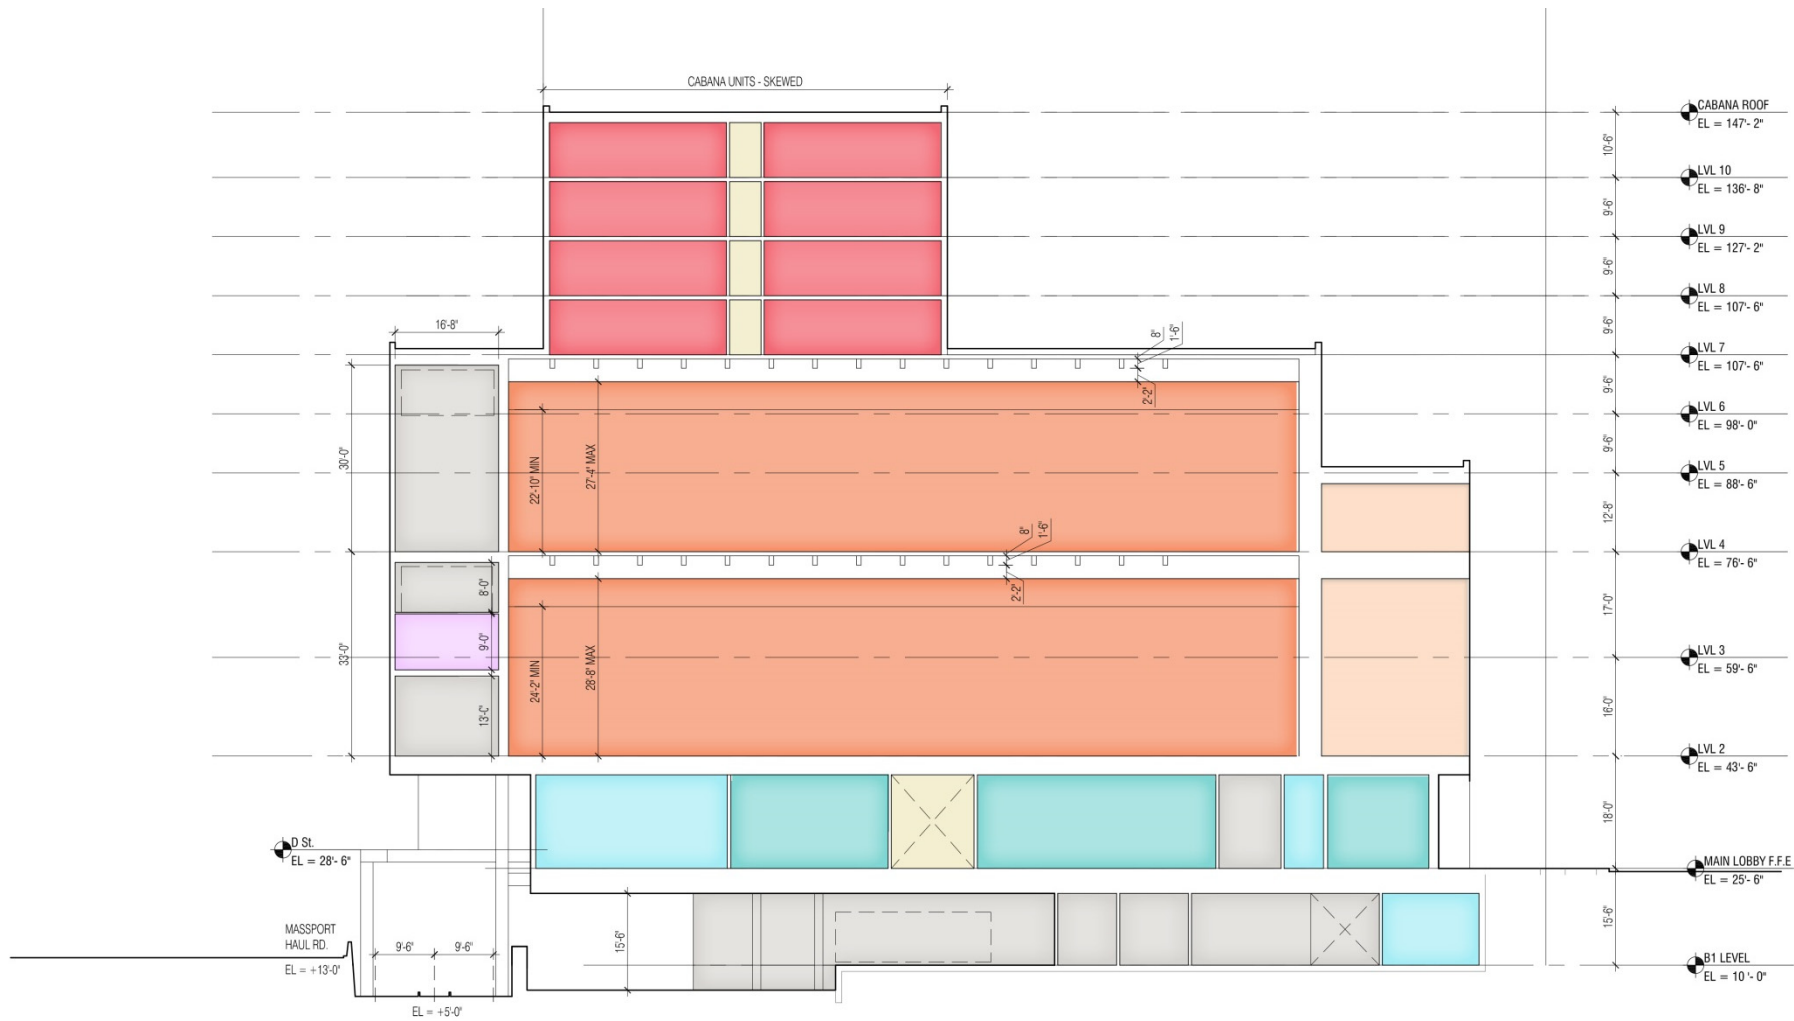 CABANA UNITS - SKEWED
CABANA ROOF
EL = 147'- 2"
10'-6"
LVL 10
EL = 136'- 8"
9'-6"
LVL 9
EL = 127'- 2"
9'-6"
LVL 8
EL = 107'- 6"
9'-6"
LVL 7
EL = 107'- 6"
16'-8"
8"
1'-6"
2'-2"
9'-6"
LVL 6
EL = 98'- 0"
9'-6"
LVL 5
EL = 88'- 6"
30'-0"
22'-10" MIN
27'-4" MAX
12'-8"
8"
1'-6"
2'-2"
LVL 4
EL = 76'- 6"
8'-0"
17'-0"
9'-0"
33'-0"
LVL 3
EL = 59'- 6"
24'-2" MIN
28'-8" MAX
13'-0"
16'-0"
LVL 2
EL = 43'- 6"
18'-0"
D St.
EL = 28'- 6"
MAIN LOBBY F.F.E
EL = 25'- 6"
15'-6"
15'-6"
MASSPORT
HAUL RD.
EL = +13'-0"
9'-6"
9'-6"
B1 LEVEL
EL = 10 '- 0"
EL = +5'-0"